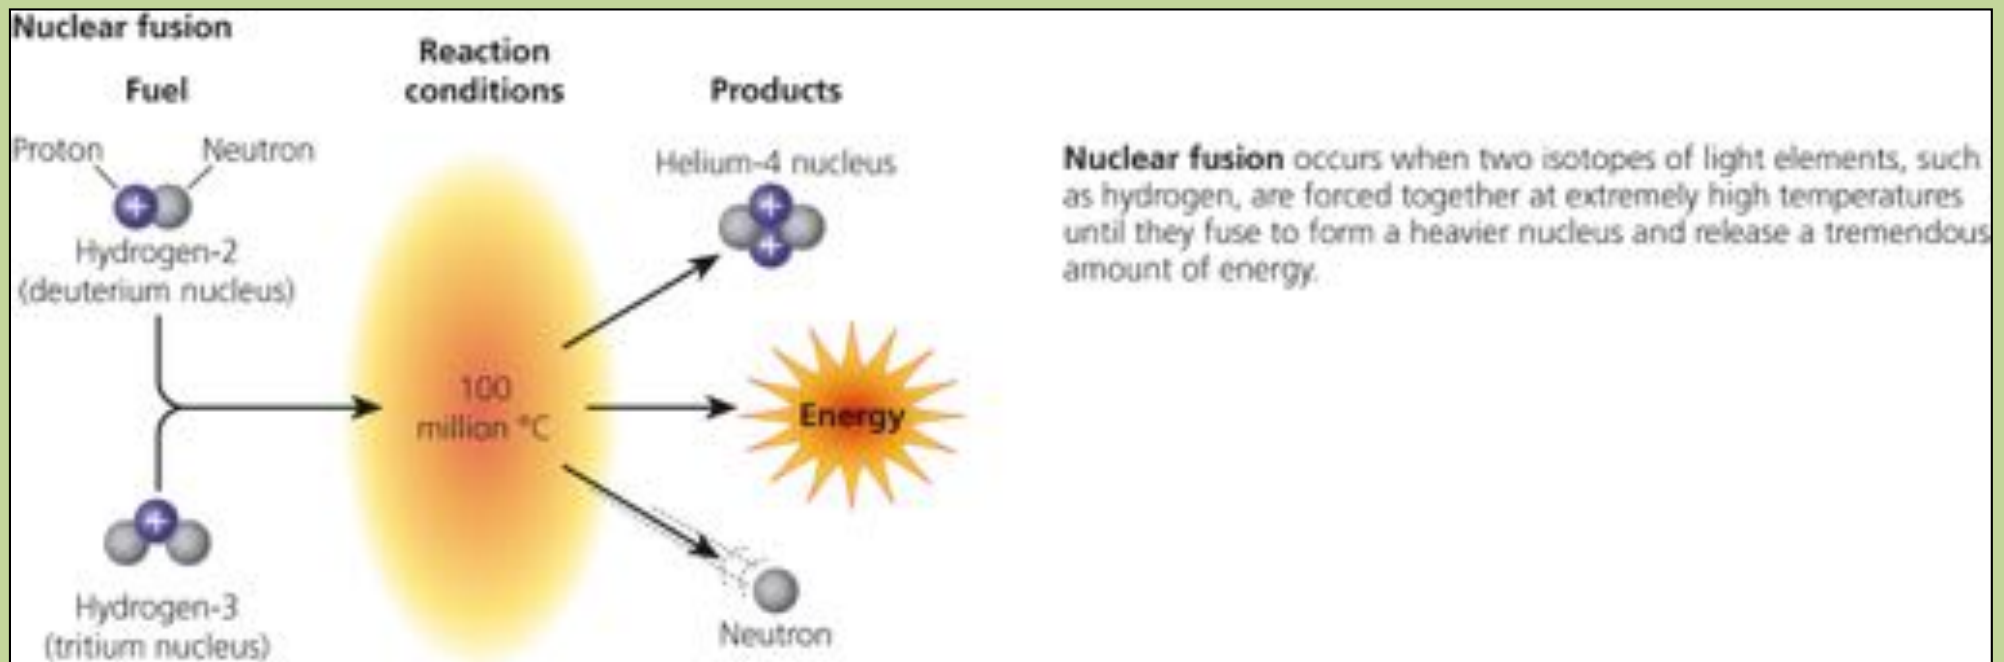 Nuclear fusion
Fuel
Reaction
conditions
Products
Proton
Neutron
+
Hydrogen-2
(deuterium nucleus)
+
Hydrogen-3
(tritium nucleus)
100
million °C
Helium-4 nucleus
+
+
Energy
Neutron
Nuclear fusion occurs when two isotopes of light elements, such
as hydrogen, are forced together at extremely high temperatures
until they fuse to form a heavier nucleus and release a tremendous
amount of energy.